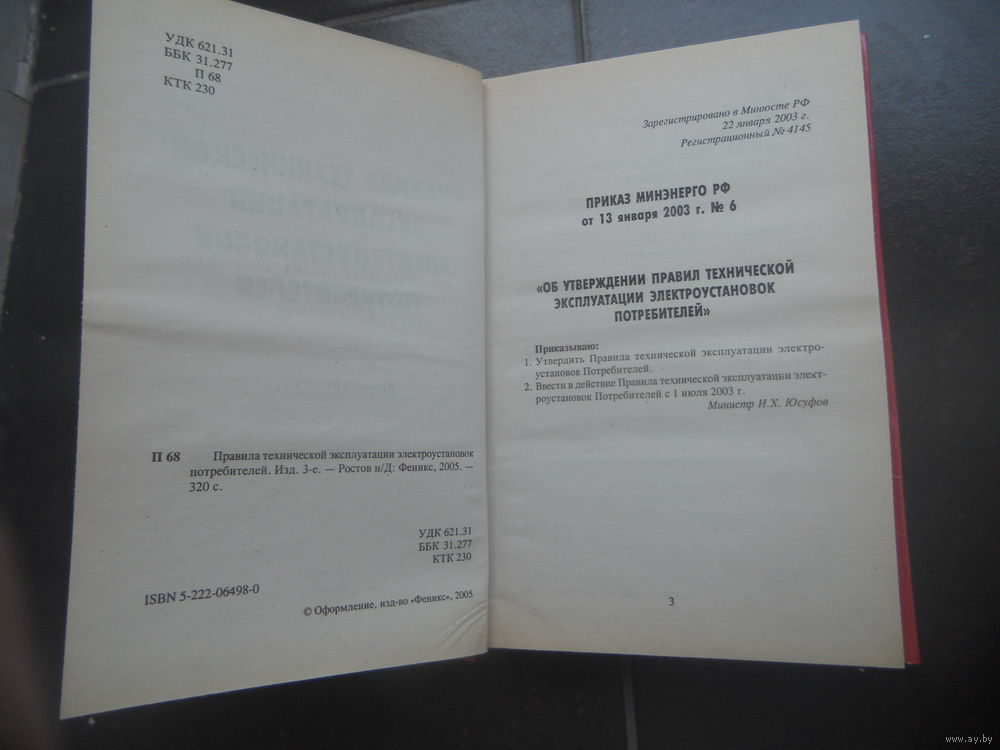 УДК 621.31
ББК 31.277
П 68
КТК 230
П 68 Правила технической эксплуатации электроустановок
потребителей. Изд. 3-е. — Ростов н/Д: Феникс, 2005. —
320 с.
УДК 621.31
ББК 31.277
КТК 230
ISBN 5-222-06498-0
© Оформление, изд-во «Феникс», 2005
Зарегистрировано в Минюсте РФ
22 января 2003 г.
Регистрационный № 4145
ПРИКАЗ МИНЭНЕРГО РФ
от 13 января 2003 г. № 6
«ОБ УТВЕРЖДЕНИИ ПРАВИЛ ТЕХНИЧЕСКОЙ
ЭКСПЛУАТАЦИИ ЭЛЕКТРОУСТАНОВОК
ПОТРЕБИТЕЛЕЙ»
Приказываю:
1. Утвердить Правила технической эксплуатации электро-
установок Потребителей.
2. Ввести в действие Правила технической эксплуатации элект-
роустановок Потребителей с 1 июля 2003 г.
Министр И.Х. Юсуфов
3
www.ay.by